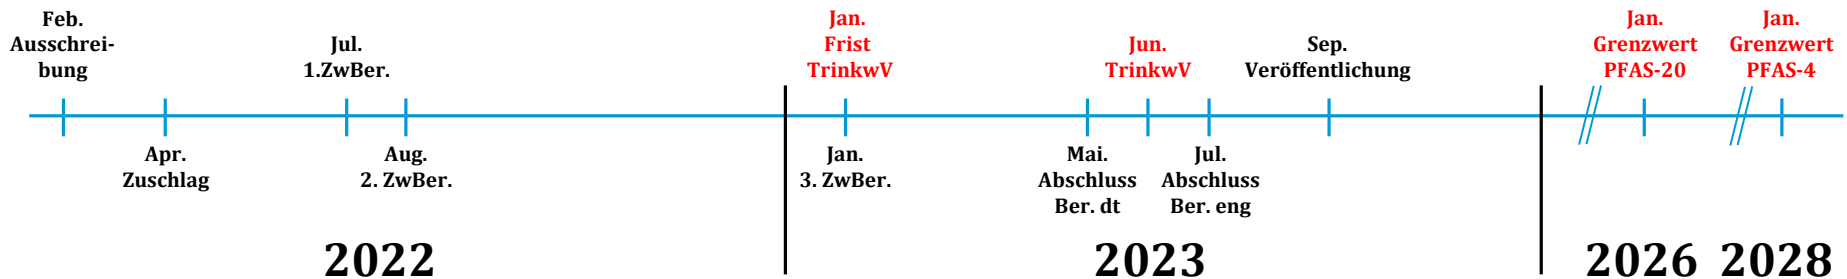 Feb.
Ausschrei-
bung
Jul.
1.ZwBer.
Jan.
Frist
TrinkwV
Jun.
TrinkwV
Sep.
Veröffentlichung
Jan.
Grenzwert
PFAS-20
Jan.
Grenzwert
PFAS-4
Apr.
Zuschlag
Aug.
2. ZwBer.
Jan.
3. ZwBer.
Mai.
Abschluss
Ber. dt
Jul.
Abschluss
Ber. eng
2022
2023
2026
2028